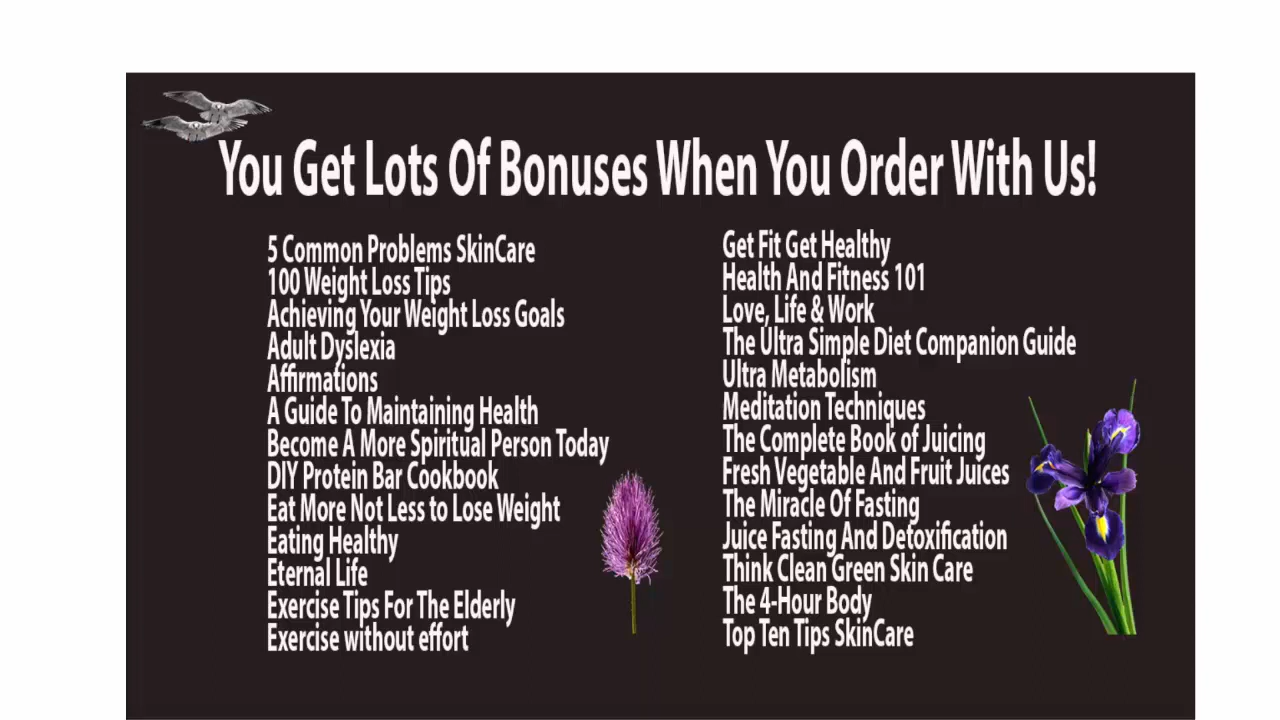 You Get Lots Of Bonuses When You Order With Us!
5 Common Problems SkinCare
100 Weight Loss Tips
Achieving Your Weight Loss Goals
Adult Dyslexia
Affirmations
A Guide To Maintaining Health
Become A More Spiritual Person Today
DIY Protein Bar Cookbook
Eat More Not Less to Lose Weight
Eating Healthy
Eternal Life
Exercise Tips For The Elderly
Exercise without effort
Get Fit Get Healthy
Health And Fitness 101
Love, Life & Work
The Ultra Simple Diet Companion Guide
Ultra Metabolism
Meditation Techniques
The Complete Book of Juicing
Fresh Vegetable And Fruit Juices
The Miracle Of Fasting
Juice Fasting And Detoxification
Think Clean Green Skin Care
The 4-Hour Body
Top Ten Tips SkinCare